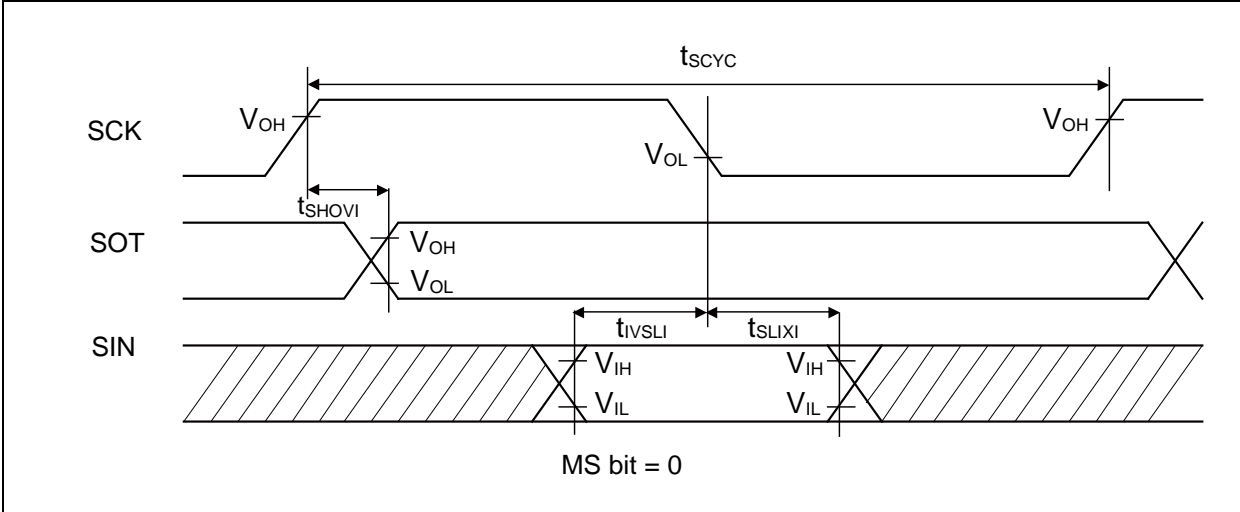 tSCYC
SCK
VOH
VOL
VOH
tSHOVI
SOT
VOH
VOL
tIVSLI
tSLIXI
SIN
VIH
VIH
VIL
VIL
MS bit = 0